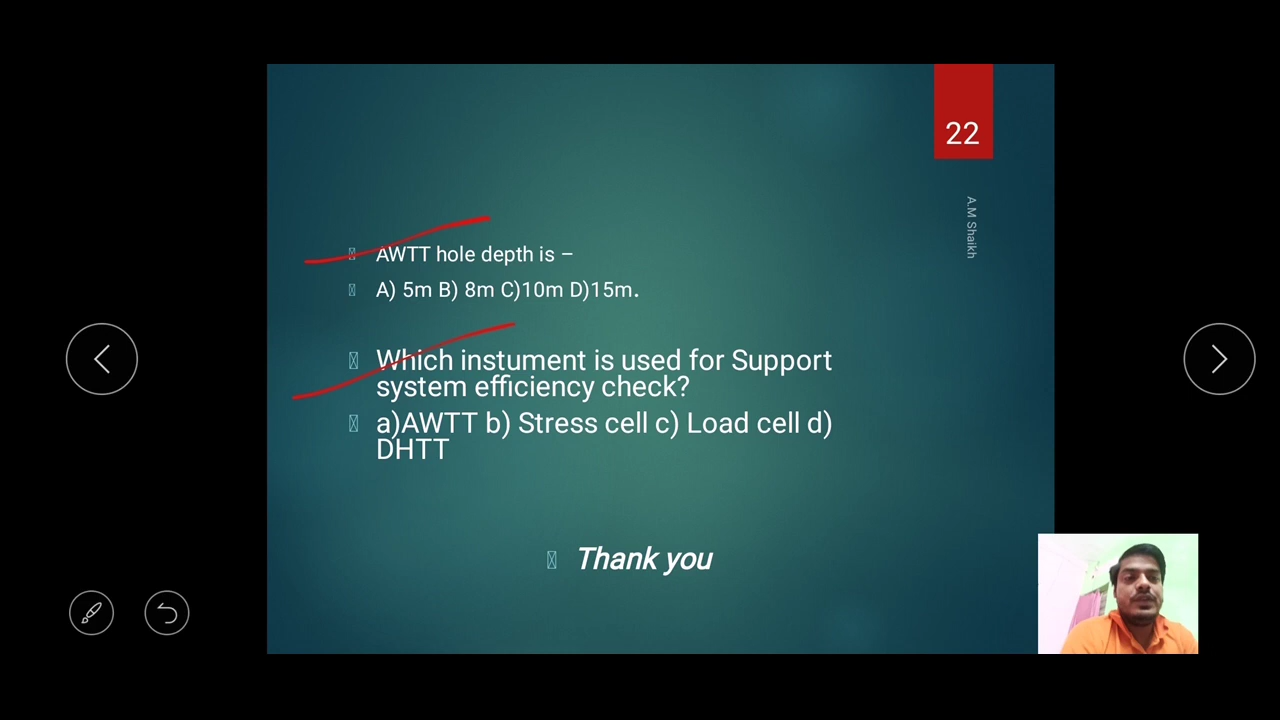 22
A.M Shaikh
AWTT hole depth is –
A) 5m B) 8m C)10m D)15m.
Which instument is used for Support
system efficiency check?
a)AWTT b) Stress cell c) Load cell d)
DHTT
Thank you